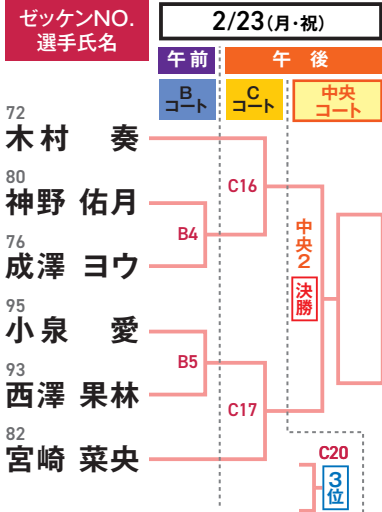 ゼッケンNO.
選手氏名
2/23(月・祝)
午前
午後
B
コート
C
コート
中央
コート
72
木村 奏
80
神野 佑月
76
成澤 ヨウ
95
小泉 愛
93
西澤 果林
82
宮崎 菜央
B4
B5
C16
C17
中央2
決勝
C20
3位